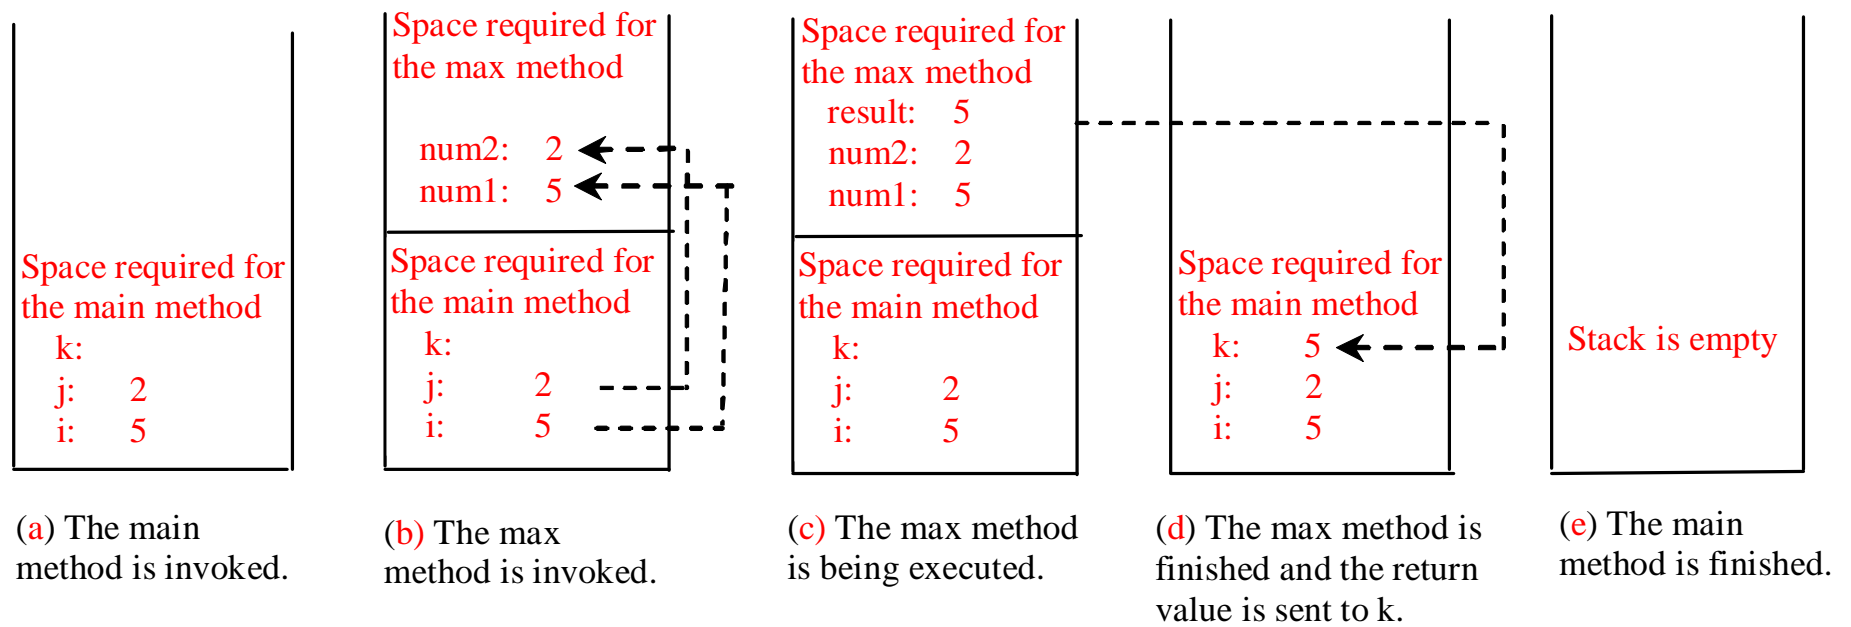 Space required for
the main method
k:
j: 2
i: 5
(a) The main
method is invoked.
Space required for
the max method
num2: 2
num1: 5
Space required for
the main method
k:
j: 2
i: 5
(b) The max
method is invoked.
Space required for
the max method
result: 5
num2: 2
num1: 5
Space required for
the main method
k:
j: 2
i: 5
(c) The max method
is being executed.
Space required for
the main method
k: 5
j: 2
i: 5
(d) The max method is
finished and the return
value is sent to k.
Stack is empty
(e) The main
method is finished.